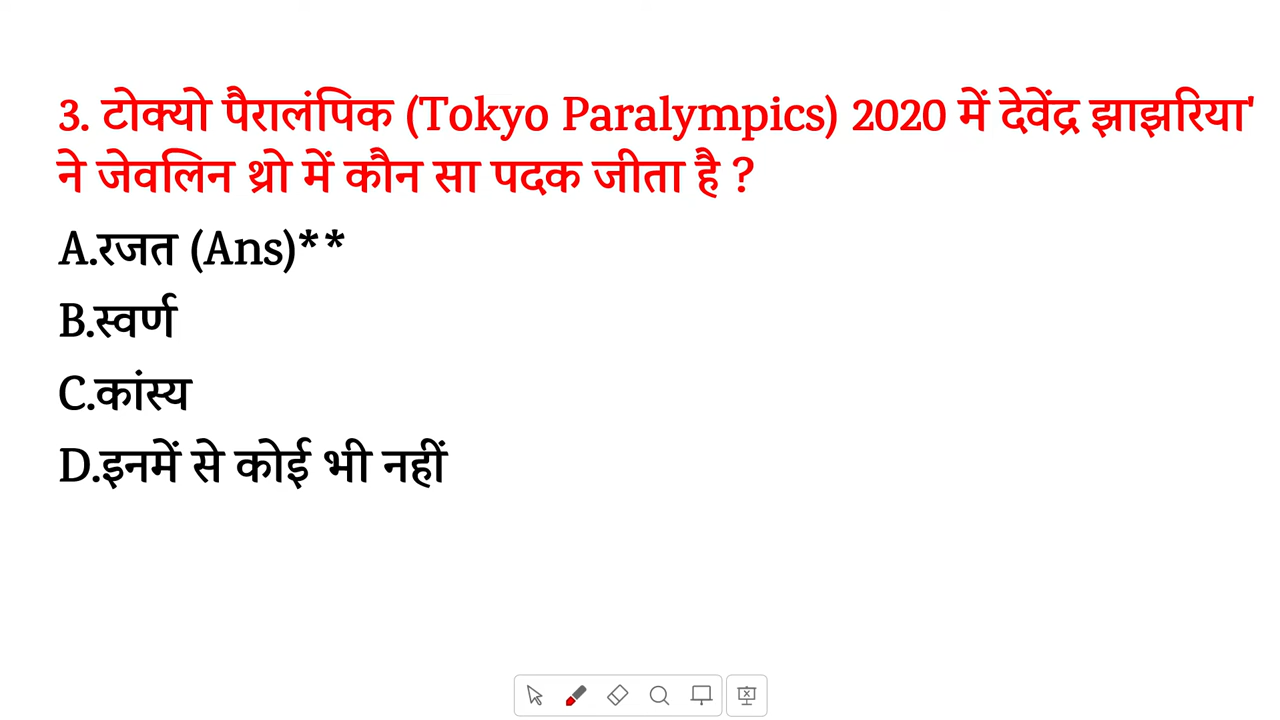 3. टोक्यो पैरालंपिक (Tokyo Paralympics) 2020 में देवेंद्र झाझरिया'
ने जेवलिन थ्रो में कौन सा पदक जीता है ?
A.रजत (Ans)**
B.स्वर्ण
C.कांस्य
D.इनमें से कोई भी नहीं